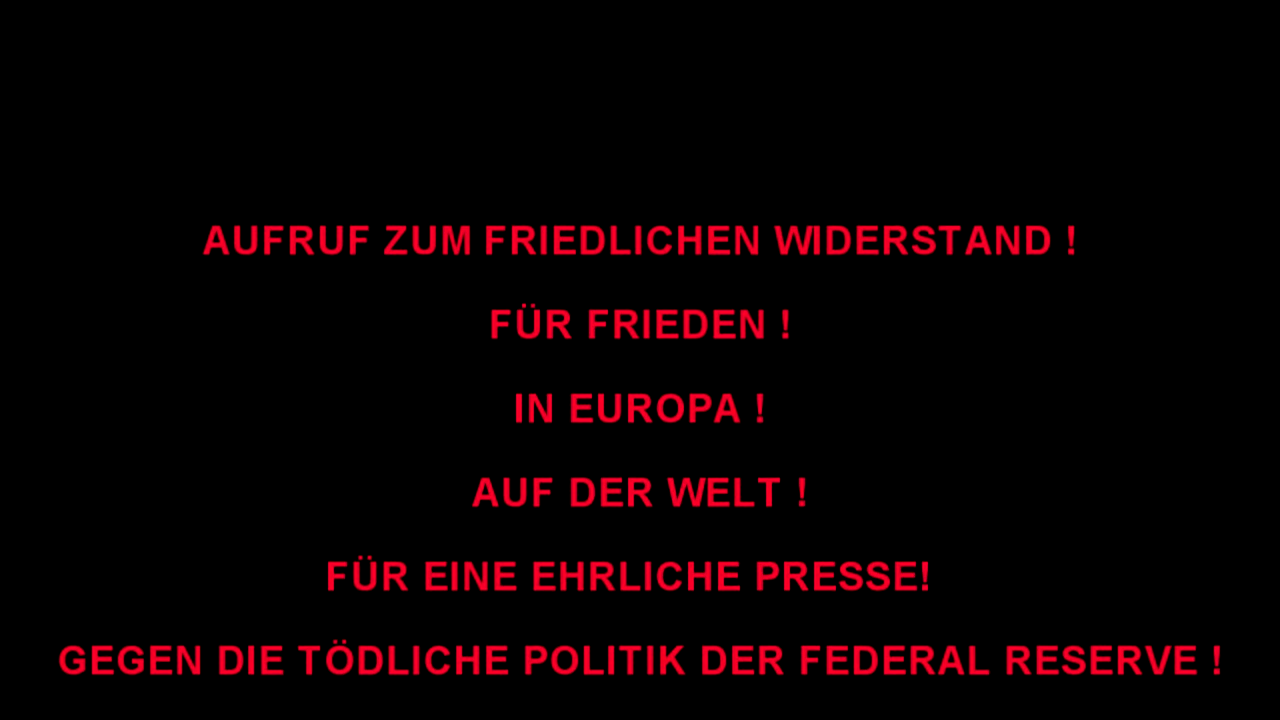 AUFRUF ZUM FRIEDLICHEN WIDERSTAND !
FÜR FRIEDEN !
IN EUROPA !
AUF DER WELT !
FÜR EINE EHRLICHE PRESSE!
GEGEN DIE TÖDLICHE POLITIK DER FEDERAL RESERVE !